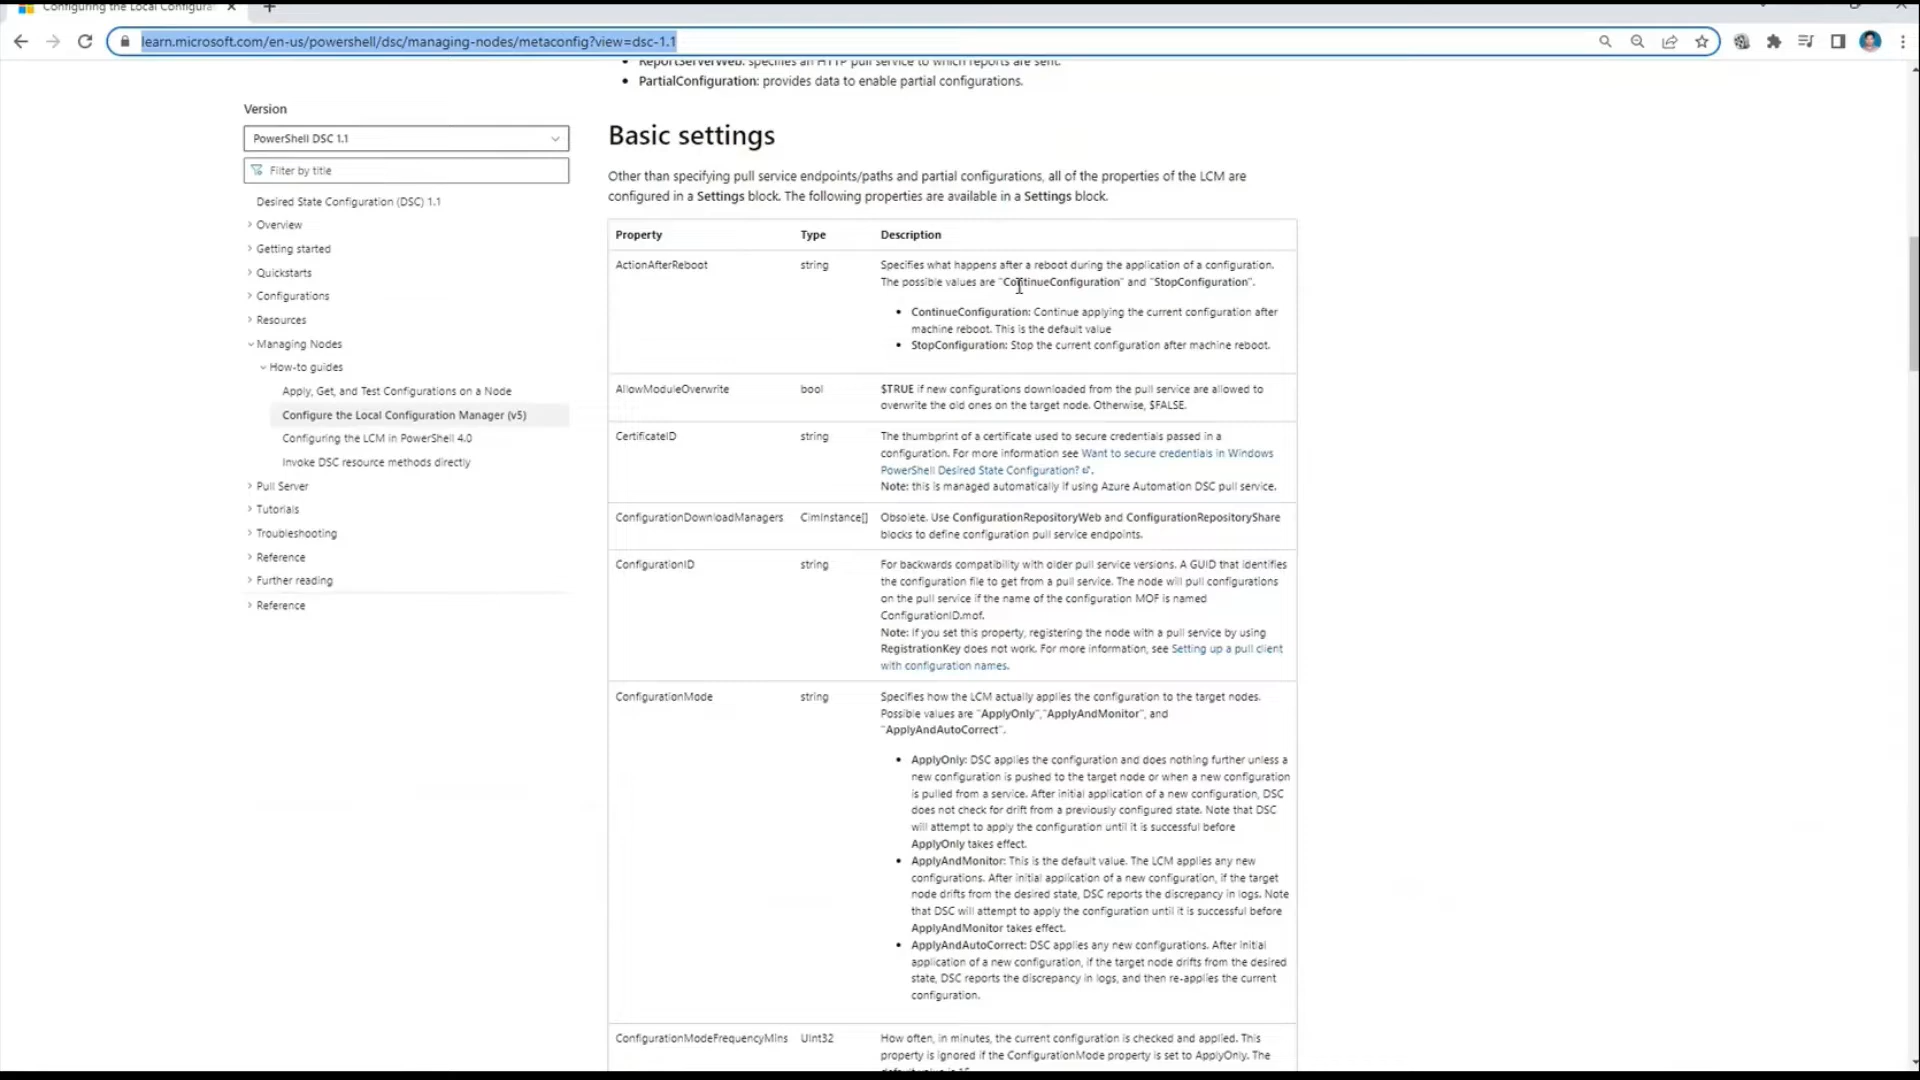 Configuring the Local Configura
learn.microsoft.com/en-us/powershell/dsc/managing-nodes/metaconfig?view=dsc-1.1
ReportServerWeb: specifies an HTTP pull service to which reports are sent.
PartialConfiguration: provides data to enable partial configurations.
Version
PowerShell DSC 1.1
Filter by title
Desired State Configuration (DSC) 1.1
Overview
Getting started
Quickstarts
Configurations
Resources
Managing Nodes
How-to guides
Apply, Get, and Test Configurations on a Node
Configure the Local Configuration Manager (v5)
Configuring the LCM in PowerShell 4.0
Invoke DSC resource methods directly
Pull Server
Tutorials
Troubleshooting
Reference
Further reading
Reference
Basic settings
Other than specifying pull service endpoints/paths and partial configurations, all of the properties of the LCM are
configured in a Settings block. The following properties are available in a Settings block.
Property Type Description
ActionAfterReboot string Specifies what happens after a reboot during the application of a configuration.
The possible values are "ContinueConfiguration" and "StopConfiguration".
ContinueConfiguration: Continue applying the current configuration after
machine reboot. This is the default value
StopConfiguration: Stop the current configuration after machine reboot.
AllowModuleOverwrite bool $TRUE if new configurations downloaded from the pull service are allowed to
overwrite the old ones on the target node. Otherwise, $FALSE.
CertificateID string The thumbprint of a certificate used to secure credentials passed in a
configuration. For more information see Want to secure credentials in Windows
PowerShell Desired State Configuration? .
Note: this is managed automatically if using Azure Automation DSC pull service.
ConfigurationDownloadManagers CimInstance[] Obsolete. Use ConfigurationRepositoryWeb and ConfigurationRepositoryShare
blocks to define configuration pull service endpoints.
ConfigurationID string For backwards compatibility with older pull service versions. A GUID that identifies
the configuration file to get from a pull service. The node will pull configurations
on the pull service if the name of the configuration MOF is named
ConfigurationID.mof.
Note: If you set this property, registering the node with a pull service by using
RegistrationKey does not work. For more information, see Setting up a pull client
with configuration names.
ConfigurationMode string Specifies how the LCM actually applies the configuration to the target nodes.
Possible values are "ApplyOnly","ApplyAndMonitor", and
"ApplyAndAutoCorrect".
ApplyOnly: DSC applies the configuration and does nothing further unless a
new configuration is pushed to the target node or when a new configuration
is pulled from a service. After initial application of a new configuration, DSC
does not check for drift from a previously configured state. Note that DSC
will attempt to apply the configuration until it is successful before
ApplyOnly takes effect.
ApplyAndMonitor: This is the default value. The LCM applies any new
configurations. After initial application of a new configuration, if the target
node drifts from the desired state, DSC reports the discrepancy in logs. Note
that DSC will attempt to apply the configuration until it is successful before
ApplyAndMonitor takes effect.
ApplyAndAutoCorrect: DSC applies any new configurations. After initial
application of a new configuration, if the target node drifts from the desired
state, DSC reports the discrepancy in logs, and then re-applies the current
configuration.
ConfigurationModeFrequencyMins UInt32 How often, in minutes, the current configuration is checked and applied. This
property is ignored if the ConfigurationMode property is set to ApplyOnly. The